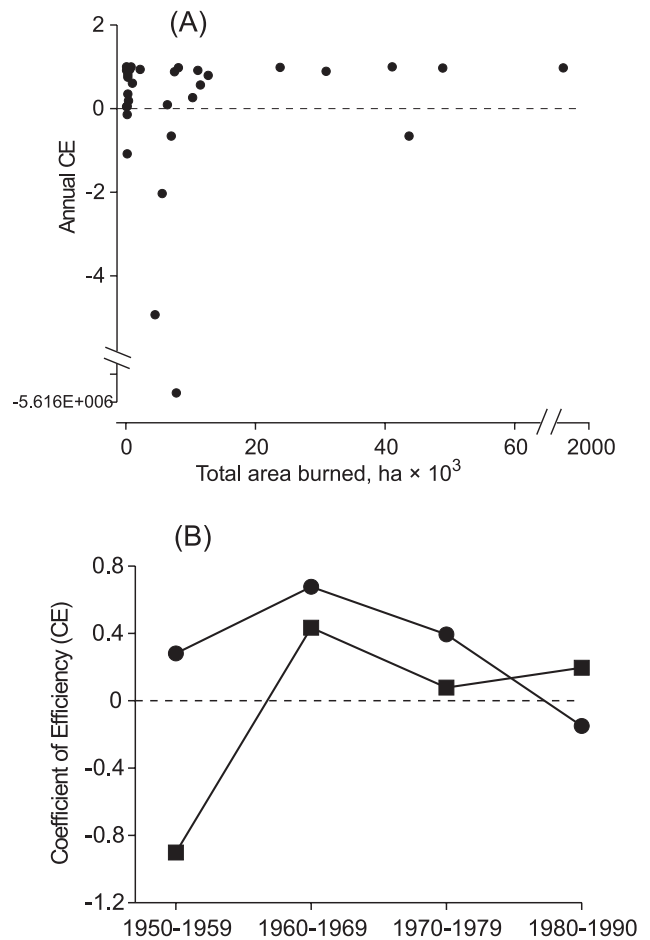 (A)
2
0
-2
-4
-5.616E+006
Annual CE
0 20 40 60 2000
Total area burned, ha × 10³
(B)
0.8
0.4
0
-0.4
-0.8
-1.2
Coefficient of Efficiency (CE)
1950-1959 1960-1969 1970-1979 1980-1990